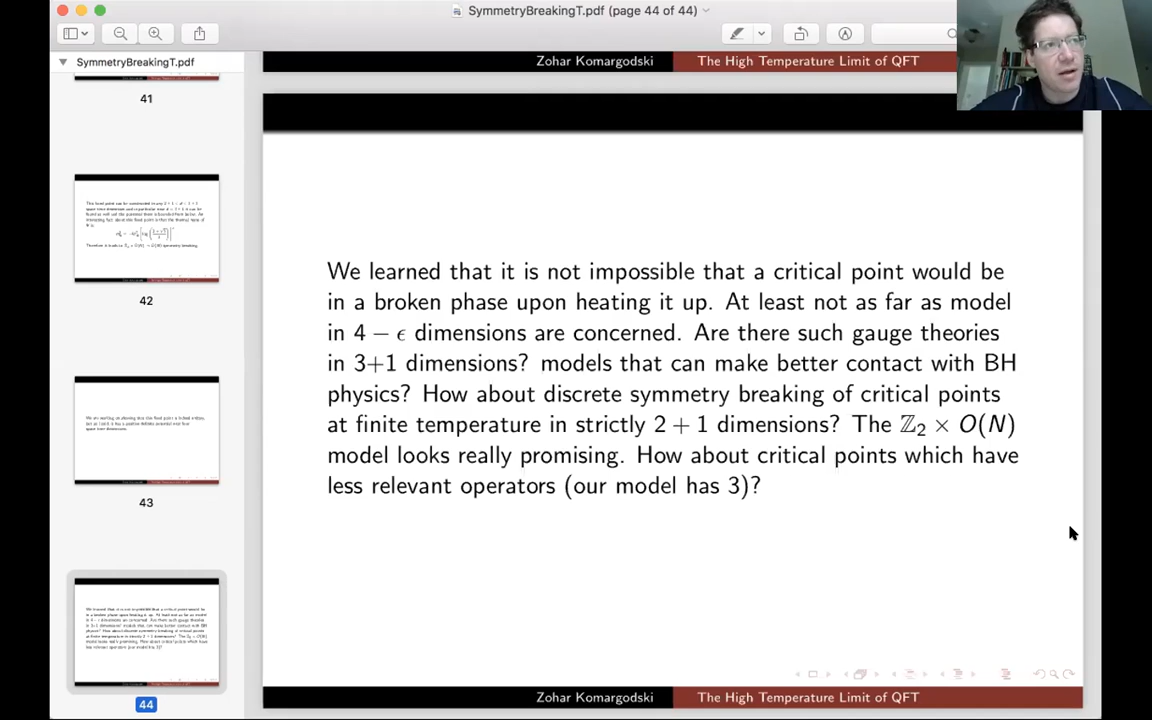 SymmetryBreakingT.pdf (page 44 of 44)
SymmetryBreakingT.pdf
41
42
43
44
Zohar Komargodski The High Temperature Limit of QFT
We learned that it is not impossible that a critical point would be
in a broken phase upon heating it up. At least not as far as model
in 4 − ϵ dimensions are concerned. Are there such gauge theories
in 3+1 dimensions? models that can make better contact with BH
physics? How about discrete symmetry breaking of critical points
at finite temperature in strictly 2 + 1 dimensions? The ℤ₂ × O(N)
model looks really promising. How about critical points which have
less relevant operators (our model has 3)?
Zohar Komargodski The High Temperature Limit of QFT